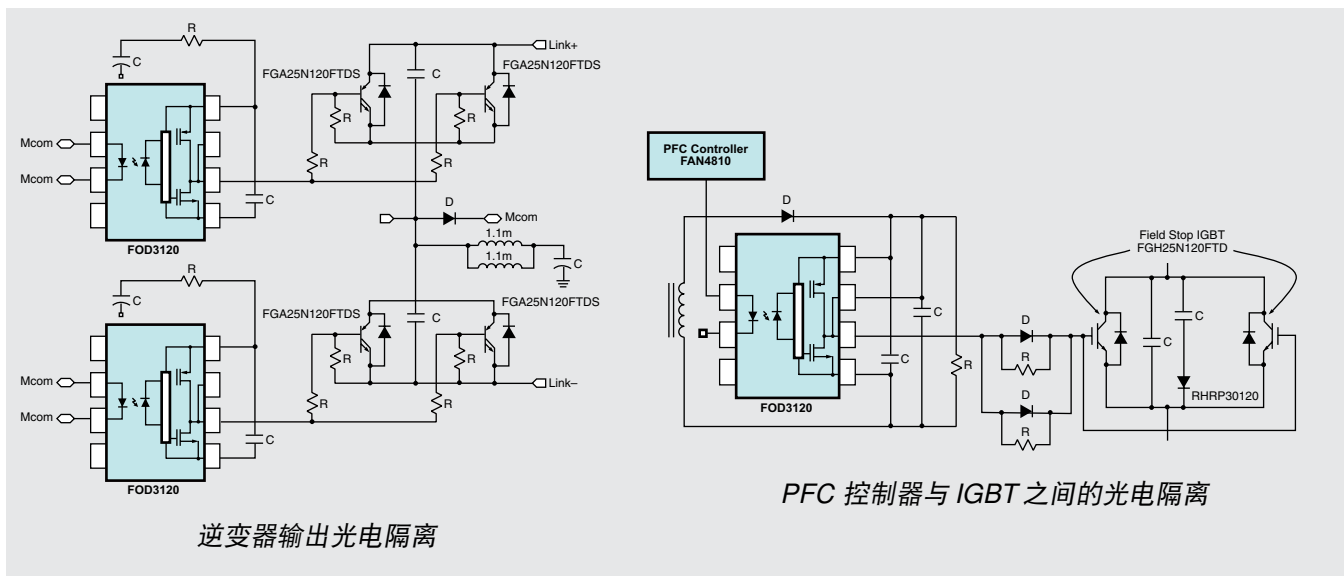 R
C
Link+
FGA25N120FTDS
C
FGA25N120FTDS
R
R
Mcom
Mcom
R
R
C
FOD3120
D
Mcom
1.1m
1.1m
C
R
C
FGA25N120FTDS
C
FGA25N120FTDS
R
R
Mcom
Mcom
R
R
Link–
C
FOD3120
逆变器输出光电隔离
PFC Controller
FAN4810
D
C
C
R
FOD3120
D
R
D
R
Field Stop IGBT
FGH25N120FTD
C
C
RHRP30120
PFC 控制器与 IGBT 之间的光电隔离